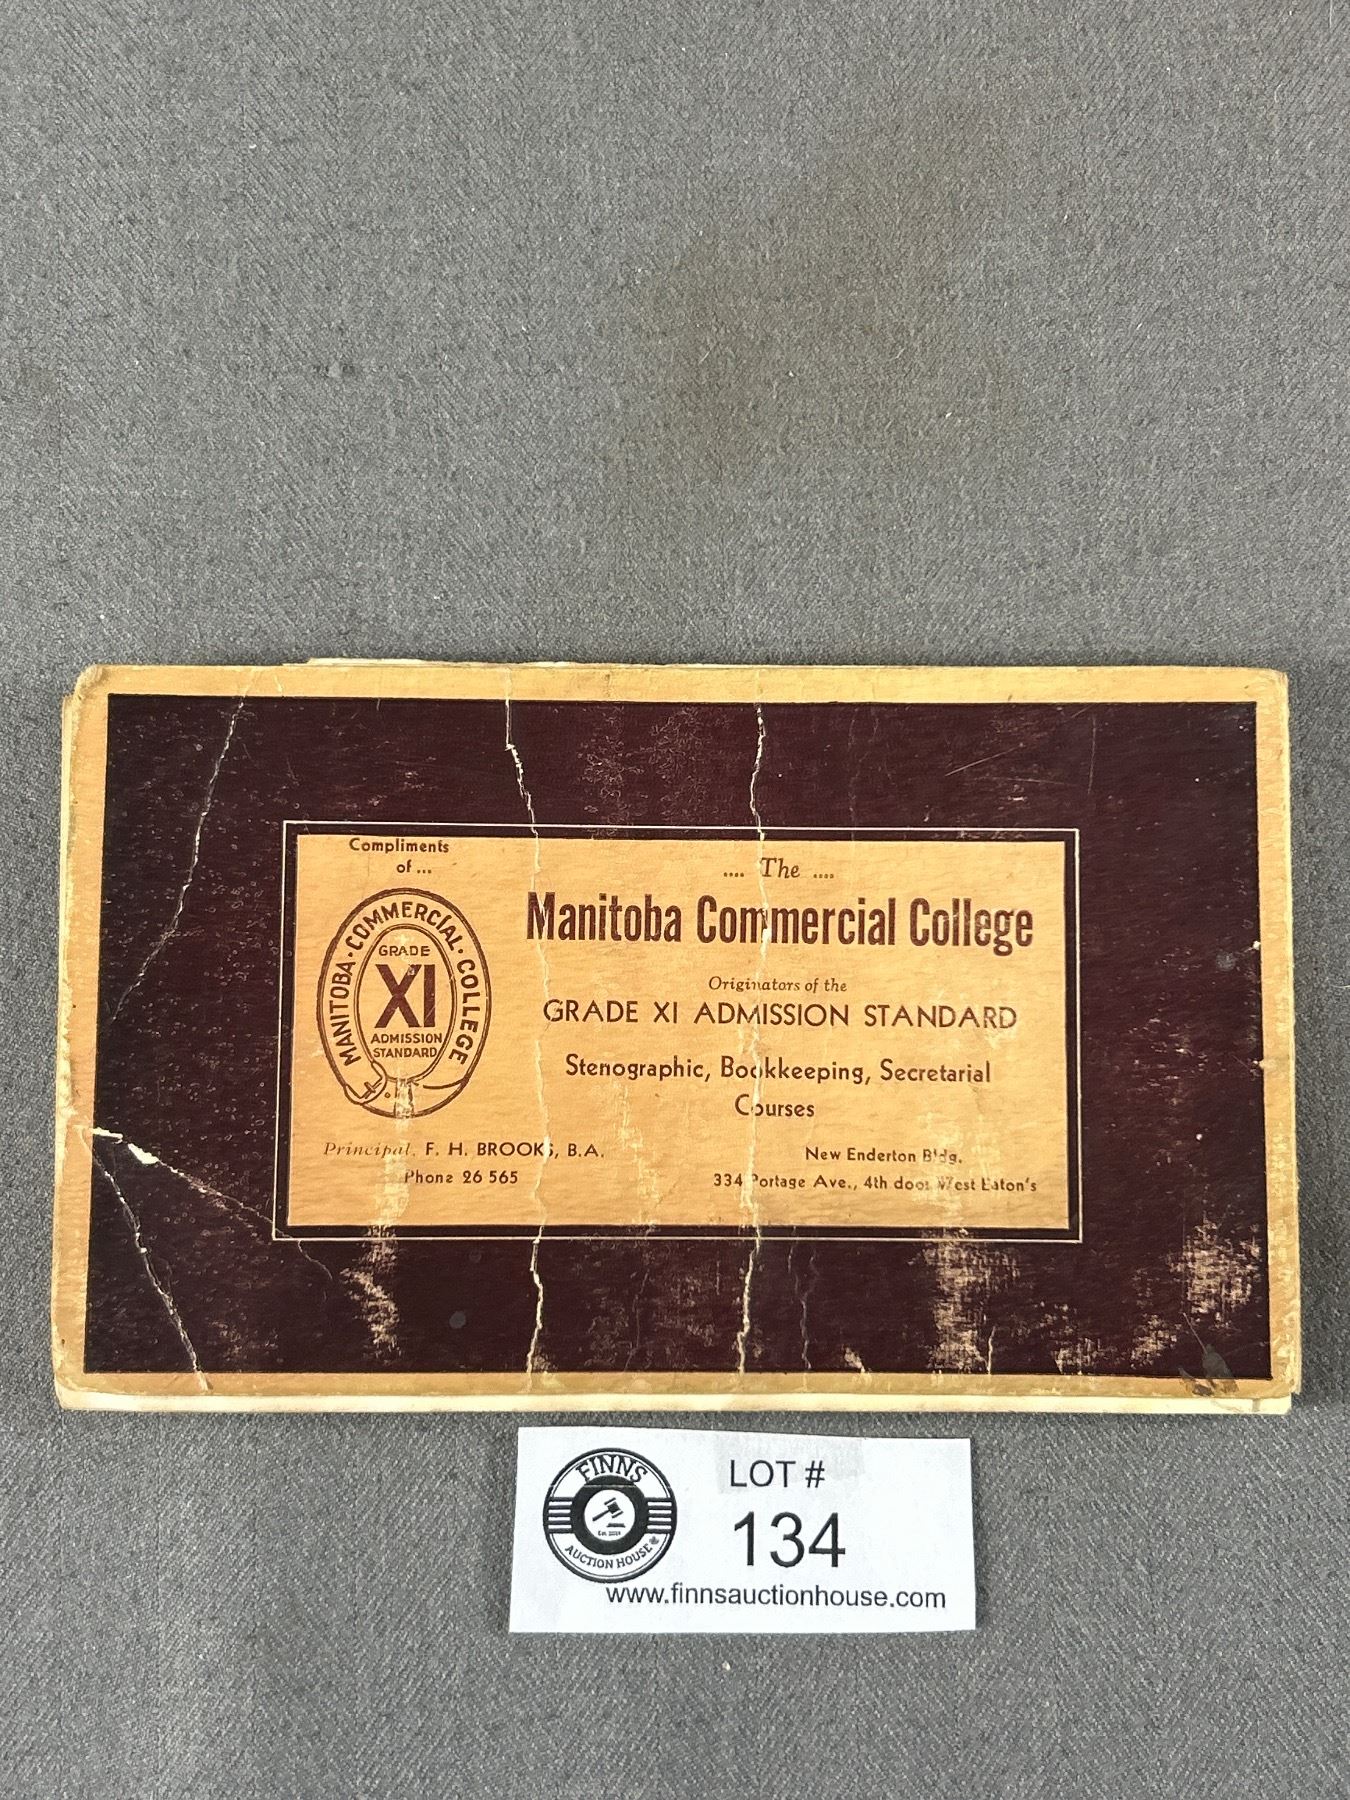 Compliments
of ...
MANITOBA · COMMERCIAL · COLLEGE
GRADE
XI
ADMISSION
STANDARD
Principal, F. H. BROOKS, B.A.
Phone 26 565
.... The ....
Manitoba Commercial College
Originators of the
GRADE XI ADMISSION STANDARD
Stenographic, Bookkeeping, Secretarial
Courses
New Enderton Bldg.
334 Portage Ave., 4th door West Eaton's
FINNS
AUCTION HOUSE
LOT #
134
www.finnsauctionhouse.com